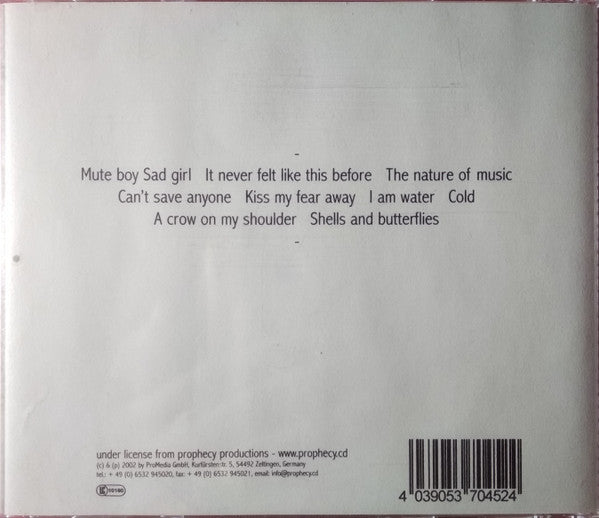 -
Mute boy Sad girl It never felt like this before The nature of music
Can't save anyone Kiss my fear away I am water Cold
A crow on my shoulder Shells and butterflies
-
under license from prophecy productions - www.prophecy.cd
(c) & (p) 2002 by ProMedia GmbH, Kurfürstenstr. 5, 54492 Zeltingen, Germany
tel.: + 49 (0) 6532 945020, fax: + 49 (0) 6532 945021, email: info@prophecy.cd
LC 10180
4 039053 704524